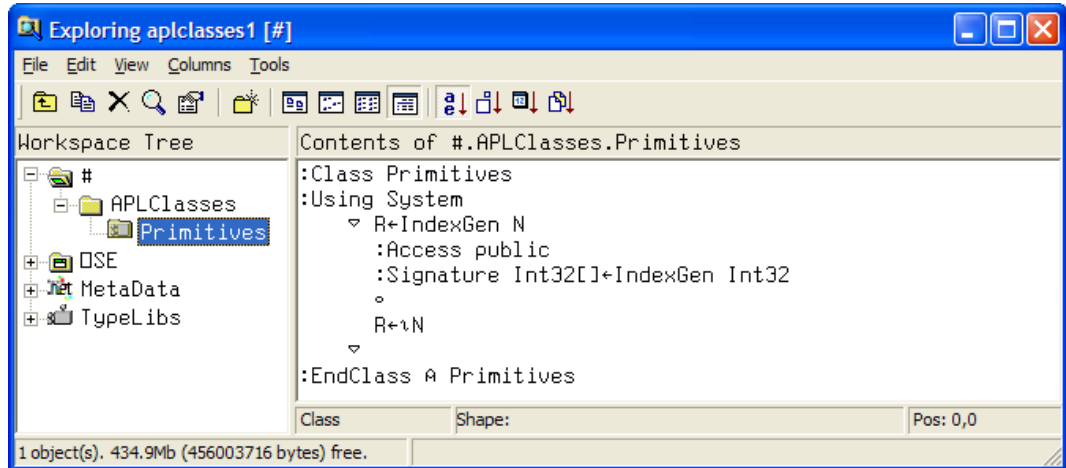 Exploring aplclasses1 [#]
File Edit View Columns Tools
Workspace Tree
Contents of #.APLClasses.Primitives
#
APLClasses
Primitives
⎕SE
MetaData
TypeLibs
:Class Primitives
:Using System
∇ R←IndexGen N
:Access public
:Signature Int32[]←IndexGen Int32
∘
R←⍳N
∇
:EndClass ⍝ Primitives
Class Shape: Pos: 0,0
1 object(s). 434.9Mb (456003716 bytes) free.